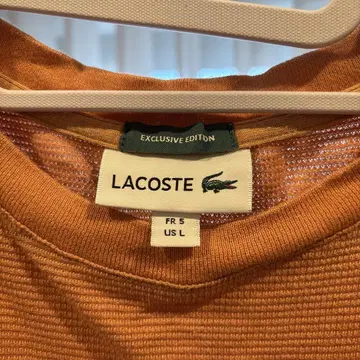 EXCLUSIVE EDITION
LACOSTE
FR 5
US L